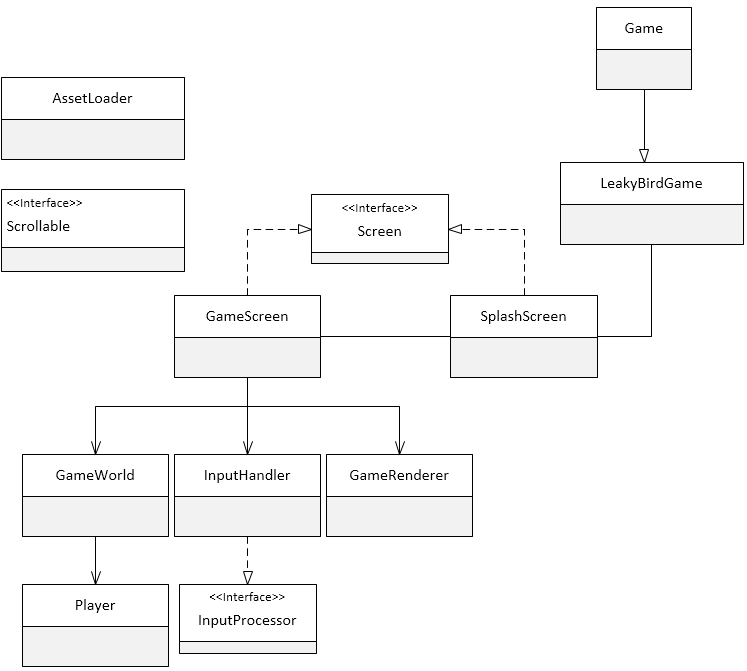 Game
AssetLoader
LeakyBirdGame
<<Interface>>
Scrollable
<<Interface>>
Screen
GameScreen
SplashScreen
GameWorld
InputHandler
GameRenderer
Player
<<Interface>>
InputProcessor